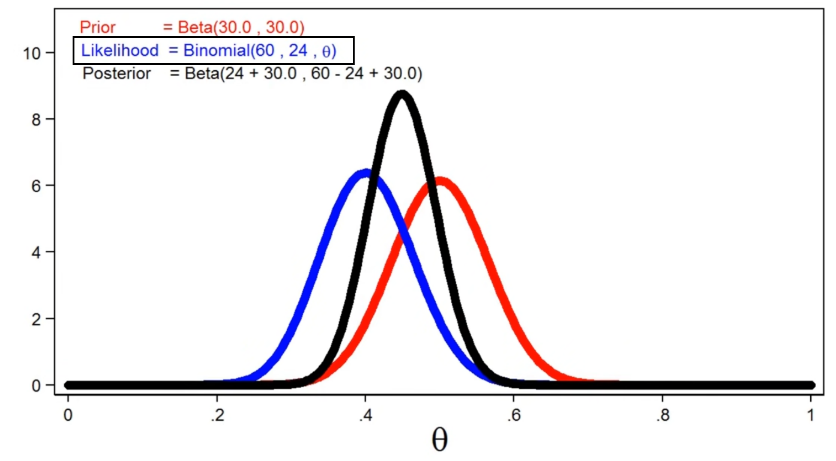 Prior = Beta(30.0 , 30.0)
Likelihood = Binomial(60 , 24 , θ)
Posterior = Beta(24 + 30.0 , 60 - 24 + 30.0)
10
8
6
4
2
0
0 .2 .4 .6 .8 1
θ